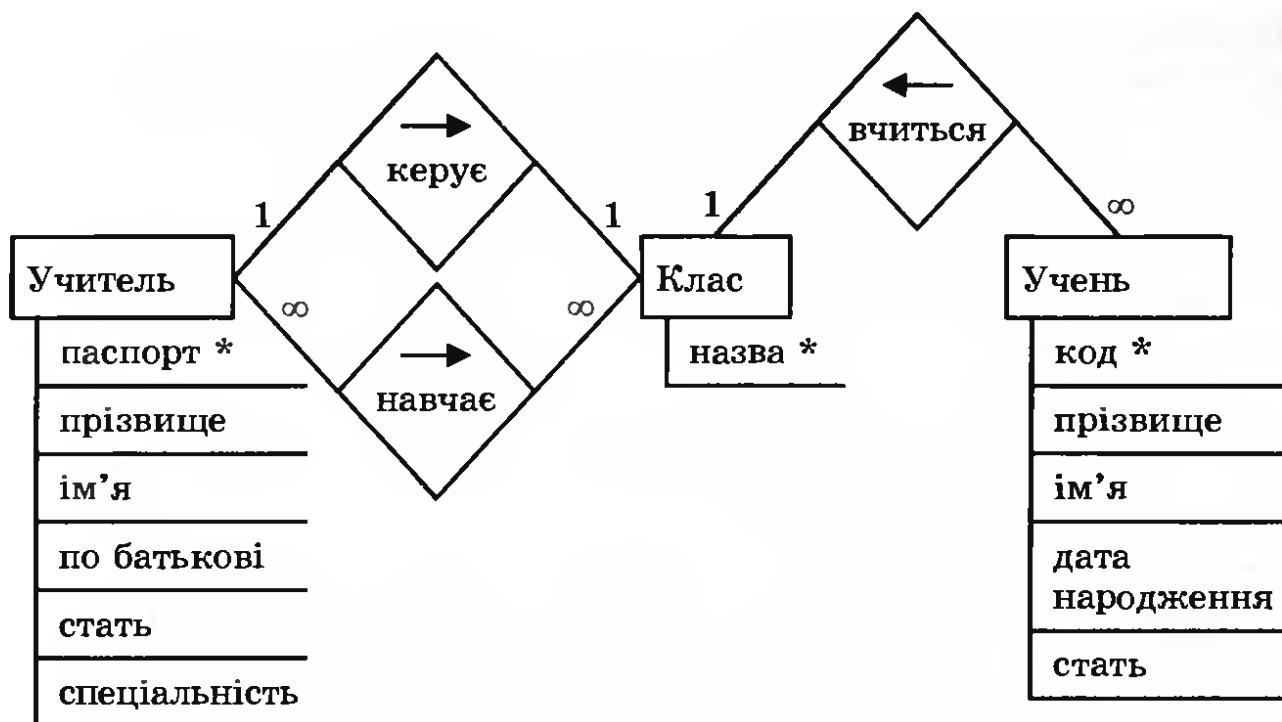 керує
вчиться
1
1
1
∞
Учитель
Клас
Учень
∞
∞
паспорт *
назва *
код *
навчає
прізвище
прізвище
ім’я
ім’я
по батькові
дата
народження
стать
стать
спеціальність